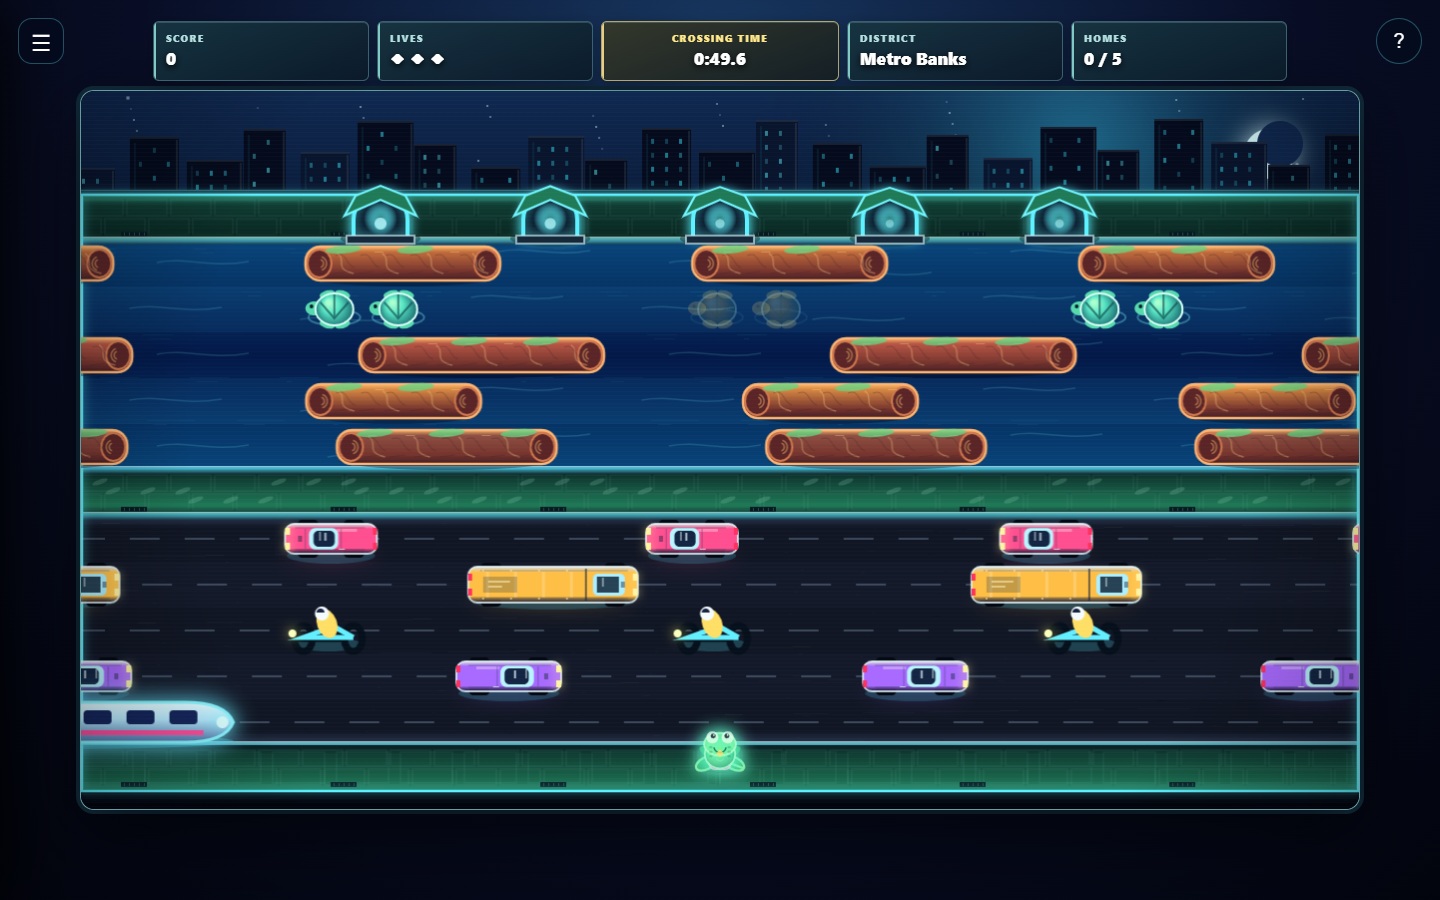 ☰
SCORE
0
LIVES
◆ ◆ ◆
CROSSING TIME
0:49.6
DISTRICT
Metro Banks
HOMES
0 / 5
?